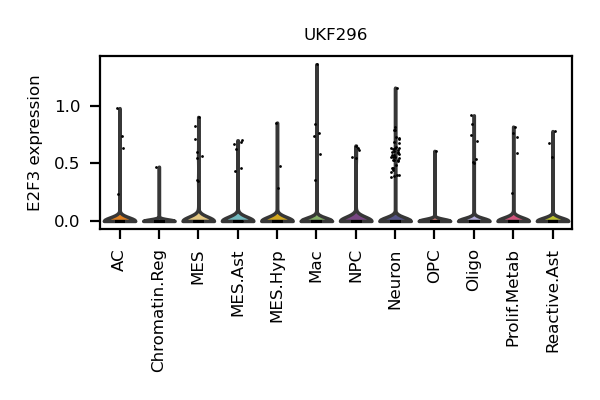 UKF296
E2F3 expression
1.0
0.5
0.0
AC
Chromatin.Reg
MES
MES.Ast
MES.Hyp
Mac
NPC
Neuron
OPC
Oligo
Prolif.Metab
Reactive.Ast